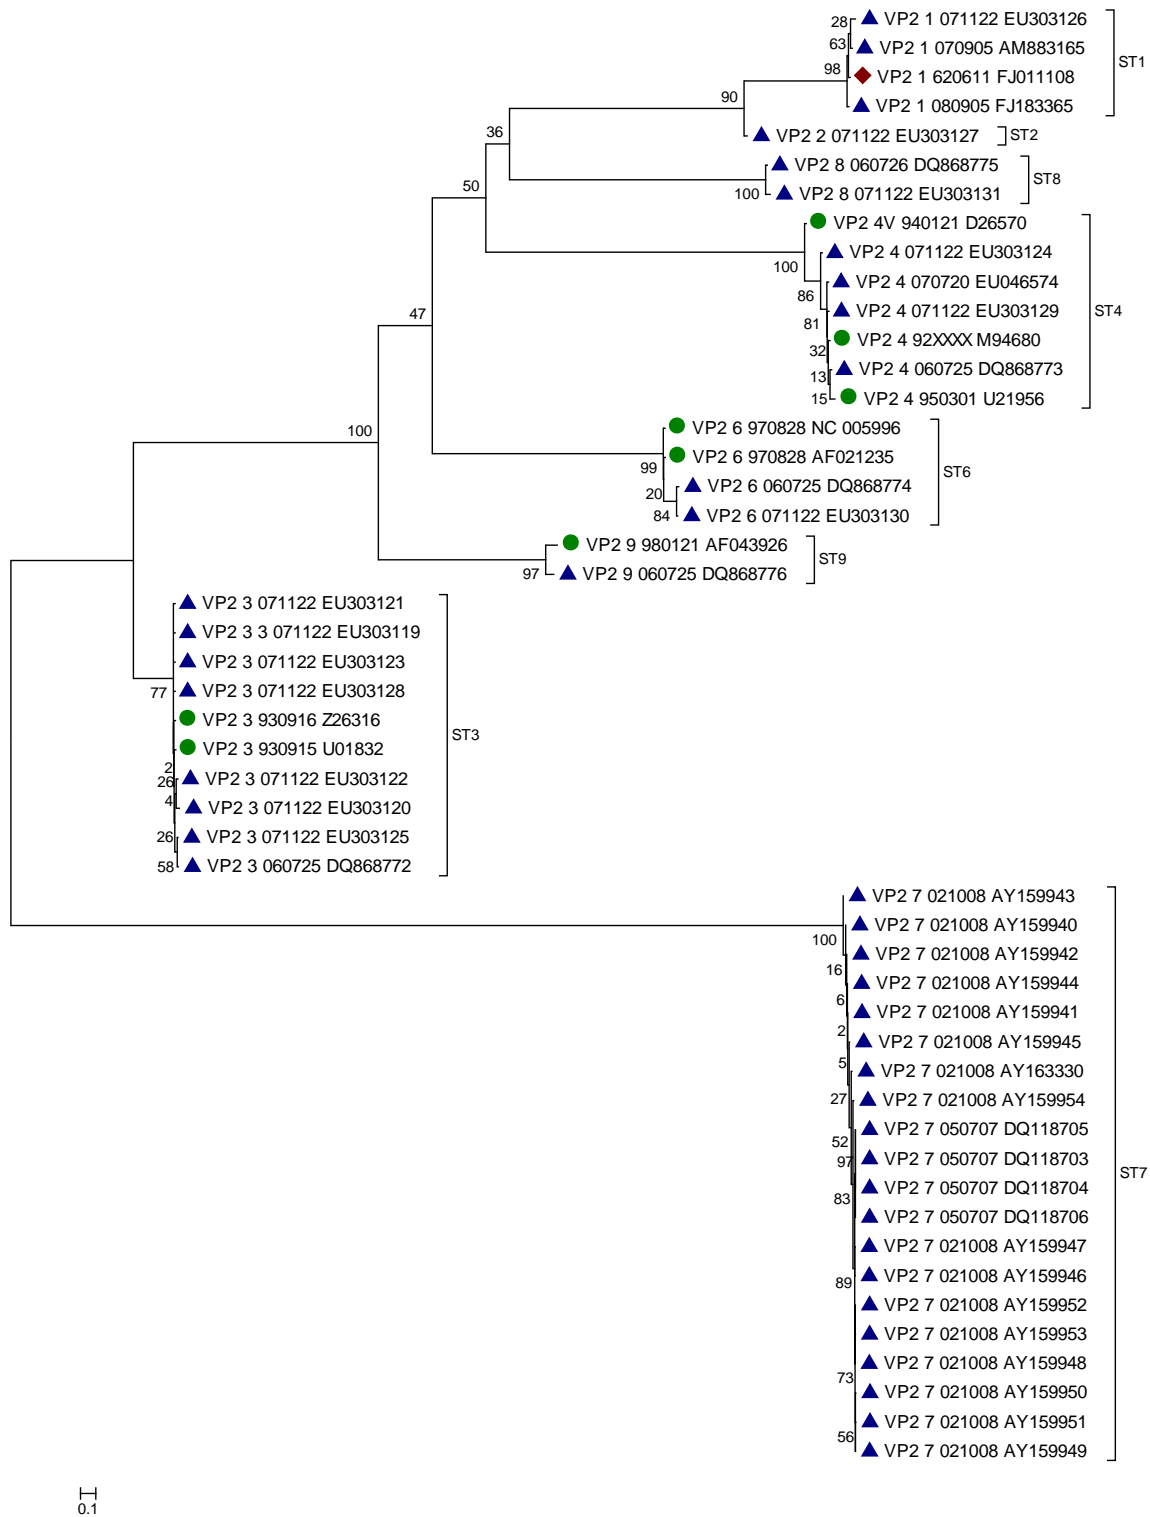 28
VP2 1 071122 EU303126
63
VP2 1 070905 AM883165
ST1
98
VP2 1 620611 FJ011108
90
VP2 1 080905 FJ183365
36
VP2 2 071122 EU303127
ST2
VP2 8 060726 DQ868775
ST8
50
100
VP2 8 071122 EU303131
VP2 4V 940121 D26570
VP2 4 071122 EU303124
100
VP2 4 070720 EU046574
86
VP2 4 071122 EU303129
ST4
47
81
VP2 4 92XXXX M94680
32
VP2 4 060725 DQ868773
13
15
VP2 4 950301 U21956
VP2 6 970828 NC 005996
100
VP2 6 970828 AF021235
99
ST6
VP2 6 060725 DQ868774
20
84
VP2 6 071122 EU303130
VP2 9 980121 AF043926
ST9
97
VP2 9 060725 DQ868776
VP2 3 071122 EU303121
VP2 3 3 071122 EU303119
VP2 3 071122 EU303123
77
VP2 3 071122 EU303128
VP2 3 930916 Z26316
ST3
VP2 3 930915 U01832
2
VP2 3 071122 EU303122
26
4
VP2 3 071122 EU303120
26
VP2 3 071122 EU303125
58
VP2 3 060725 DQ868772
VP2 7 021008 AY159943
VP2 7 021008 AY159940
100
VP2 7 021008 AY159942
16
VP2 7 021008 AY159944
6
VP2 7 021008 AY159941
2
VP2 7 021008 AY159945
5
VP2 7 021008 AY163330
27
VP2 7 021008 AY159954
VP2 7 050707 DQ118705
52
97
VP2 7 050707 DQ118703
ST7
83
VP2 7 050707 DQ118704
VP2 7 050707 DQ118706
VP2 7 021008 AY159947
89
VP2 7 021008 AY159946
VP2 7 021008 AY159952
VP2 7 021008 AY159953
VP2 7 021008 AY159948
73
VP2 7 021008 AY159950
VP2 7 021008 AY159951
56
VP2 7 021008 AY159949
0.1